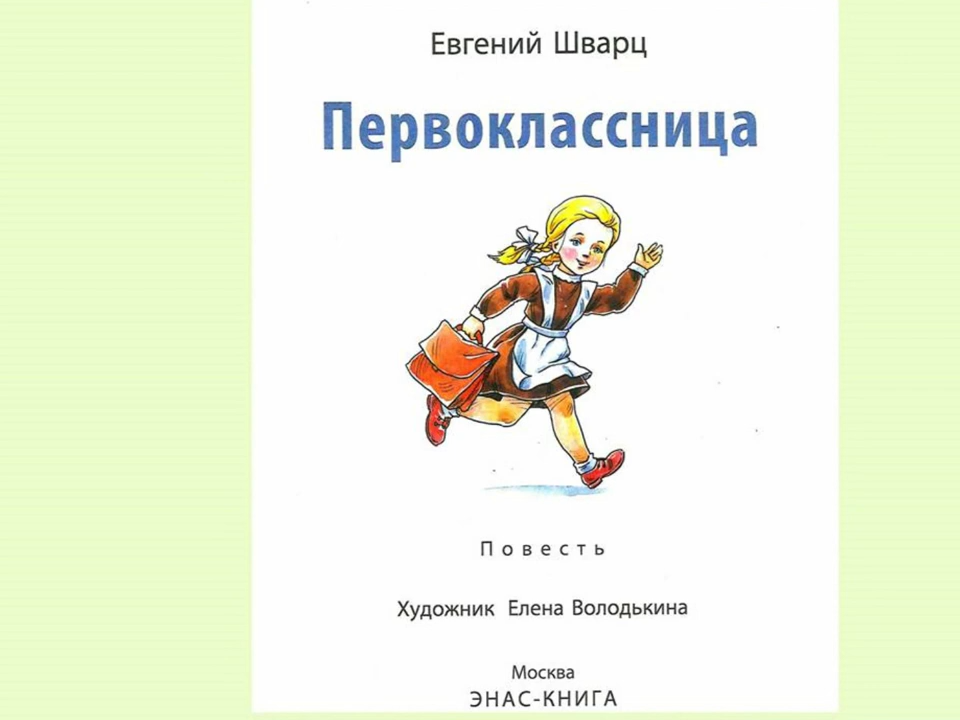 Евгений Шварц
Первоклассница
Повесть
Художник Елена Володькина
Москва
ЭНАС-КНИГА